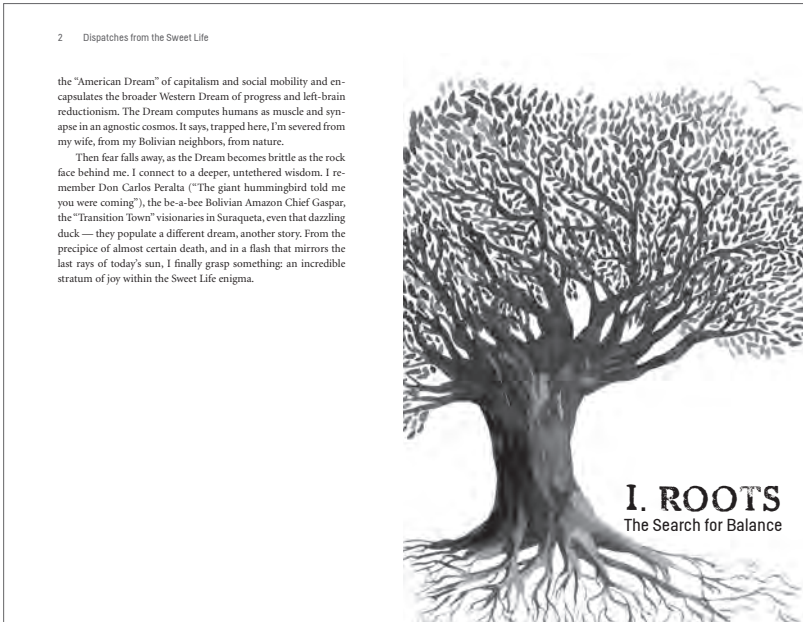 2 Dispatches from the Sweet Life
the “American Dream” of capitalism and social mobility and en-
capsulates the broader Western Dream of progress and left-brain
reductionism. The Dream computes humans as muscle and syn-
apse in an agnostic cosmos. It says, trapped here, I’m severed from
my wife, from my Bolivian neighbors, from nature.
Then fear falls away, as the Dream becomes brittle as the rock
face behind me. I connect to a deeper, untethered wisdom. I re-
member Don Carlos Peralta (“The giant hummingbird told me
you were coming”), the be-a-bee Bolivian Amazon Chief Gaspar,
the “Transition Town” visionaries in Suraqueta, even that dazzling
duck — they populate a different dream, another story. From the
precipice of almost certain death, and in a flash that mirrors the
last rays of today’s sun, I finally grasp something: an incredible
stratum of joy within the Sweet Life enigma.
I. ROOTS
The Search for Balance